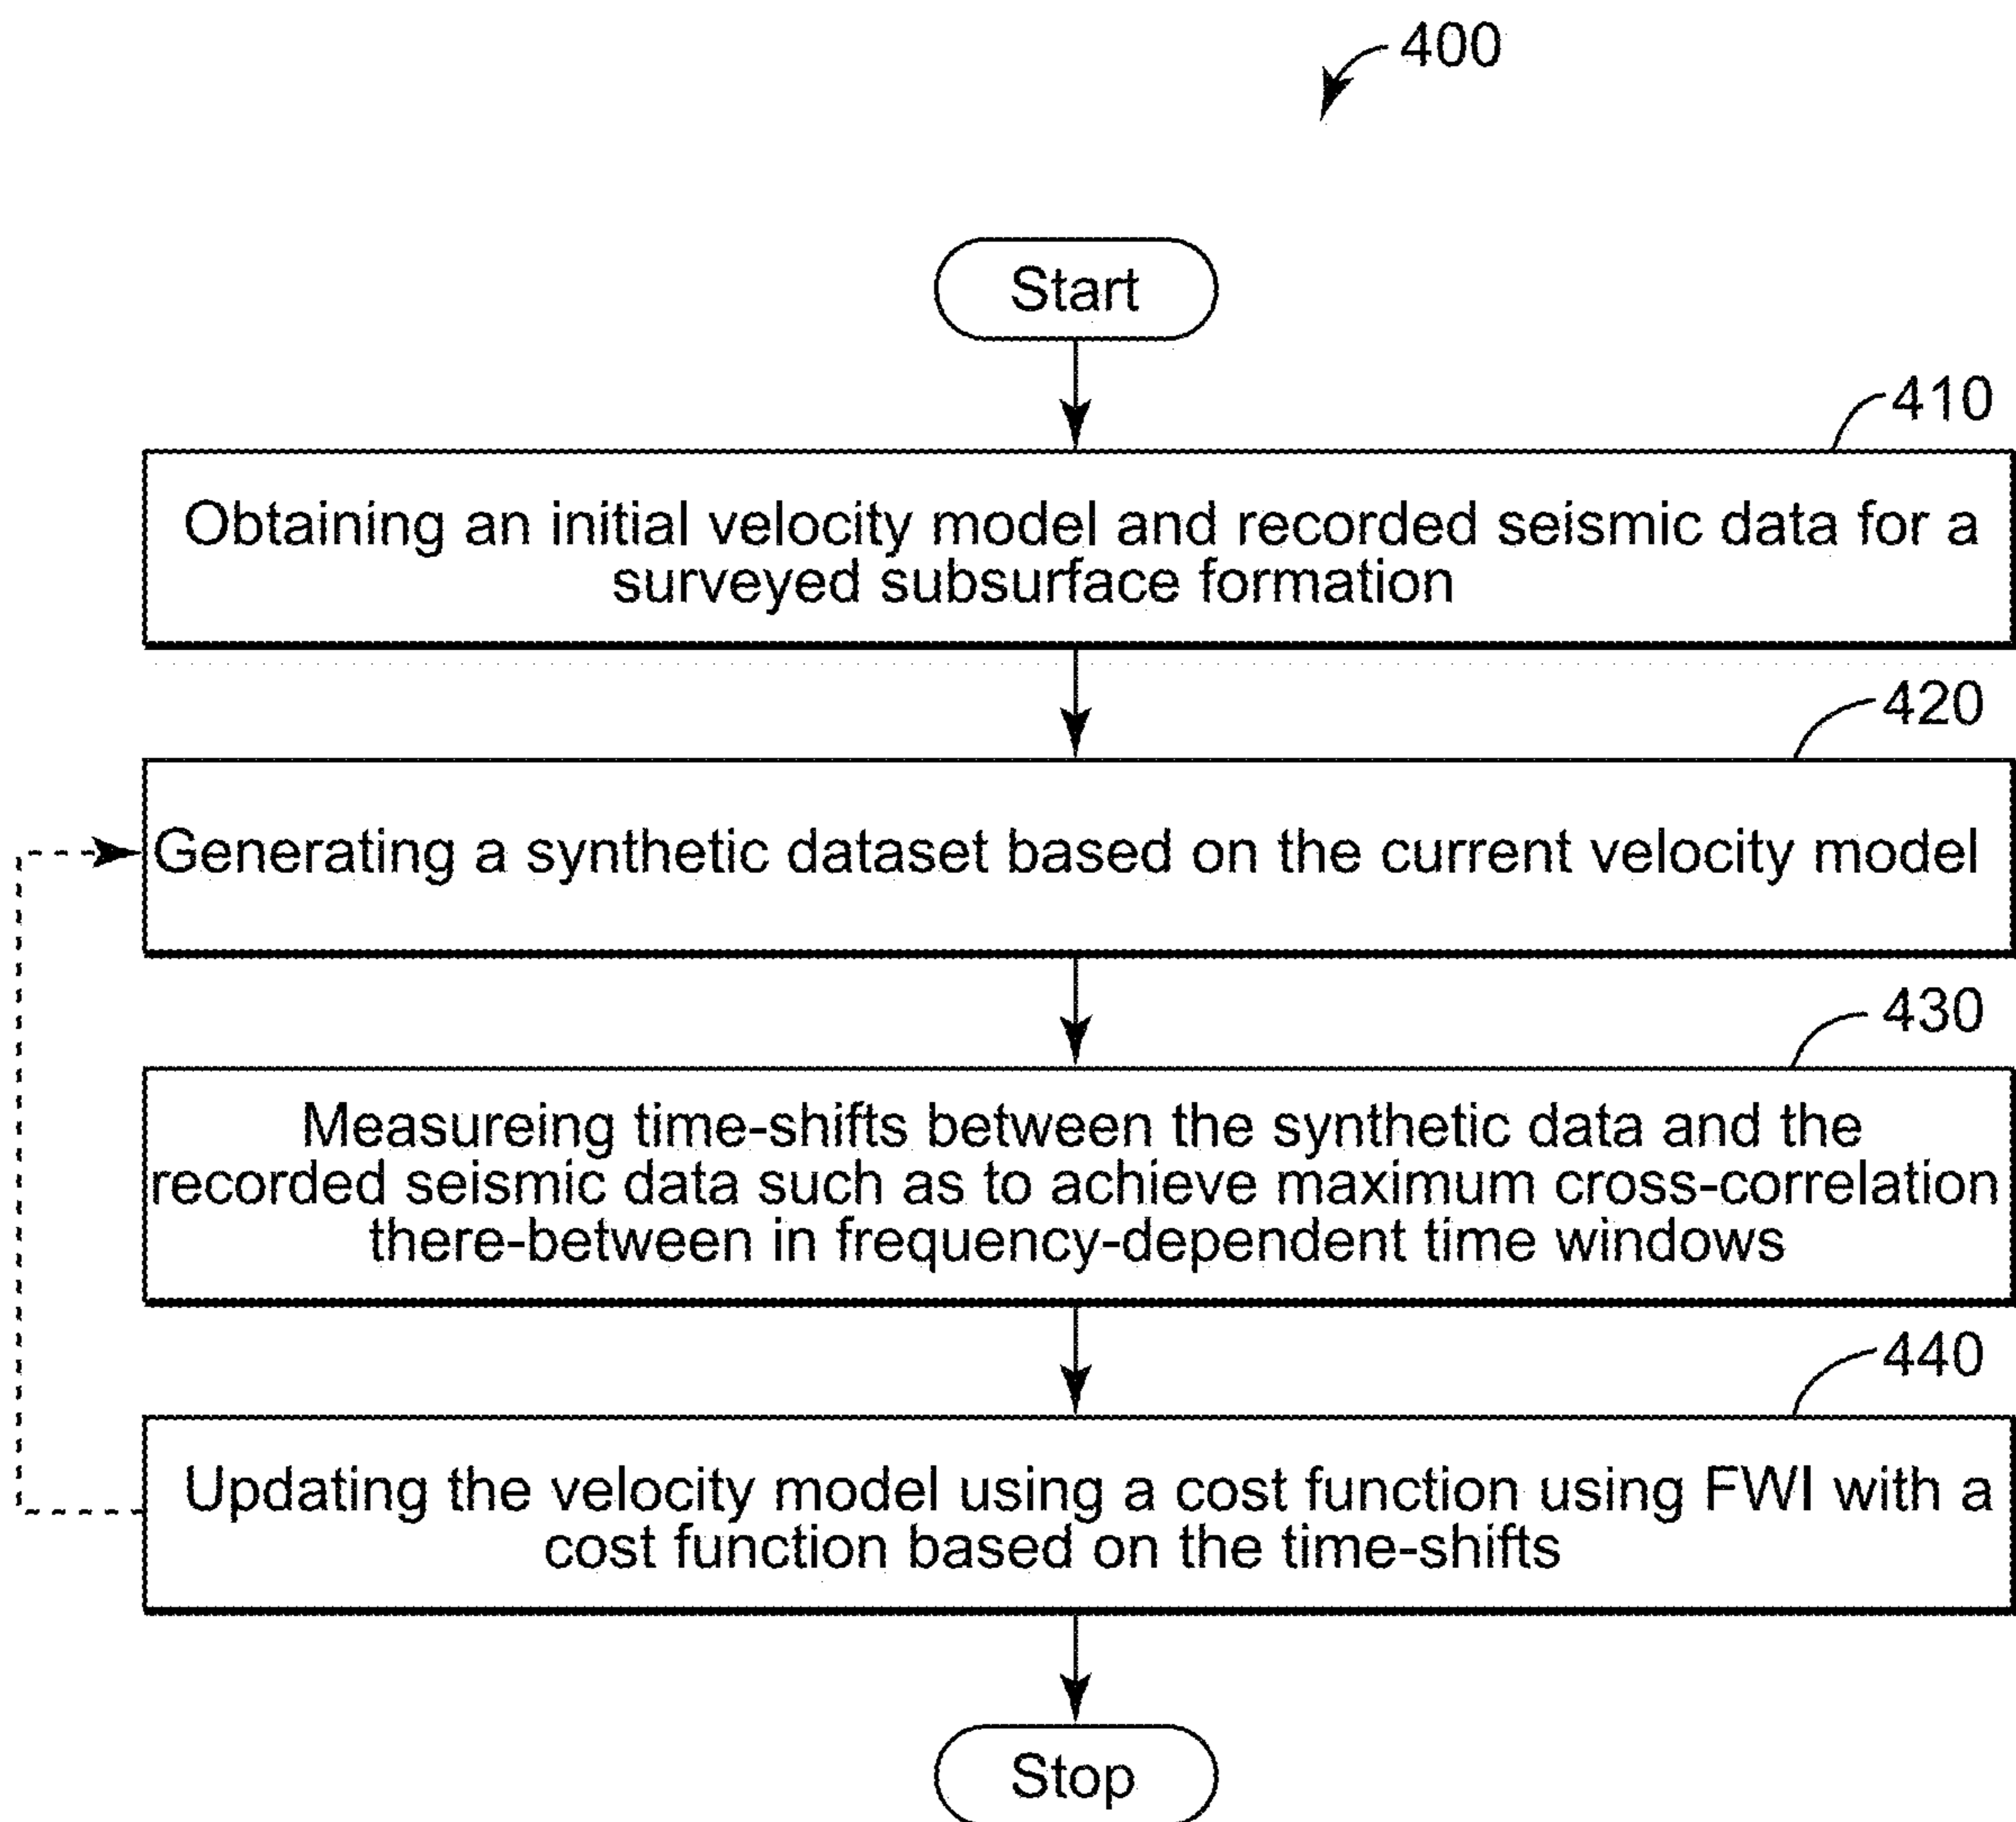 400
Start
410
Obtaining an initial velocity model and recorded seismic data for a
surveyed subsurface formation
420
Generating a synthetic dataset based on the current velocity model
430
Measureing time-shifts between the synthetic data and the
recorded seismic data such as to achieve maximum cross-correlation
there-between in frequency-dependent time windows
440
Updating the velocity model using a cost function using FWI with a
cost function based on the time-shifts
Stop